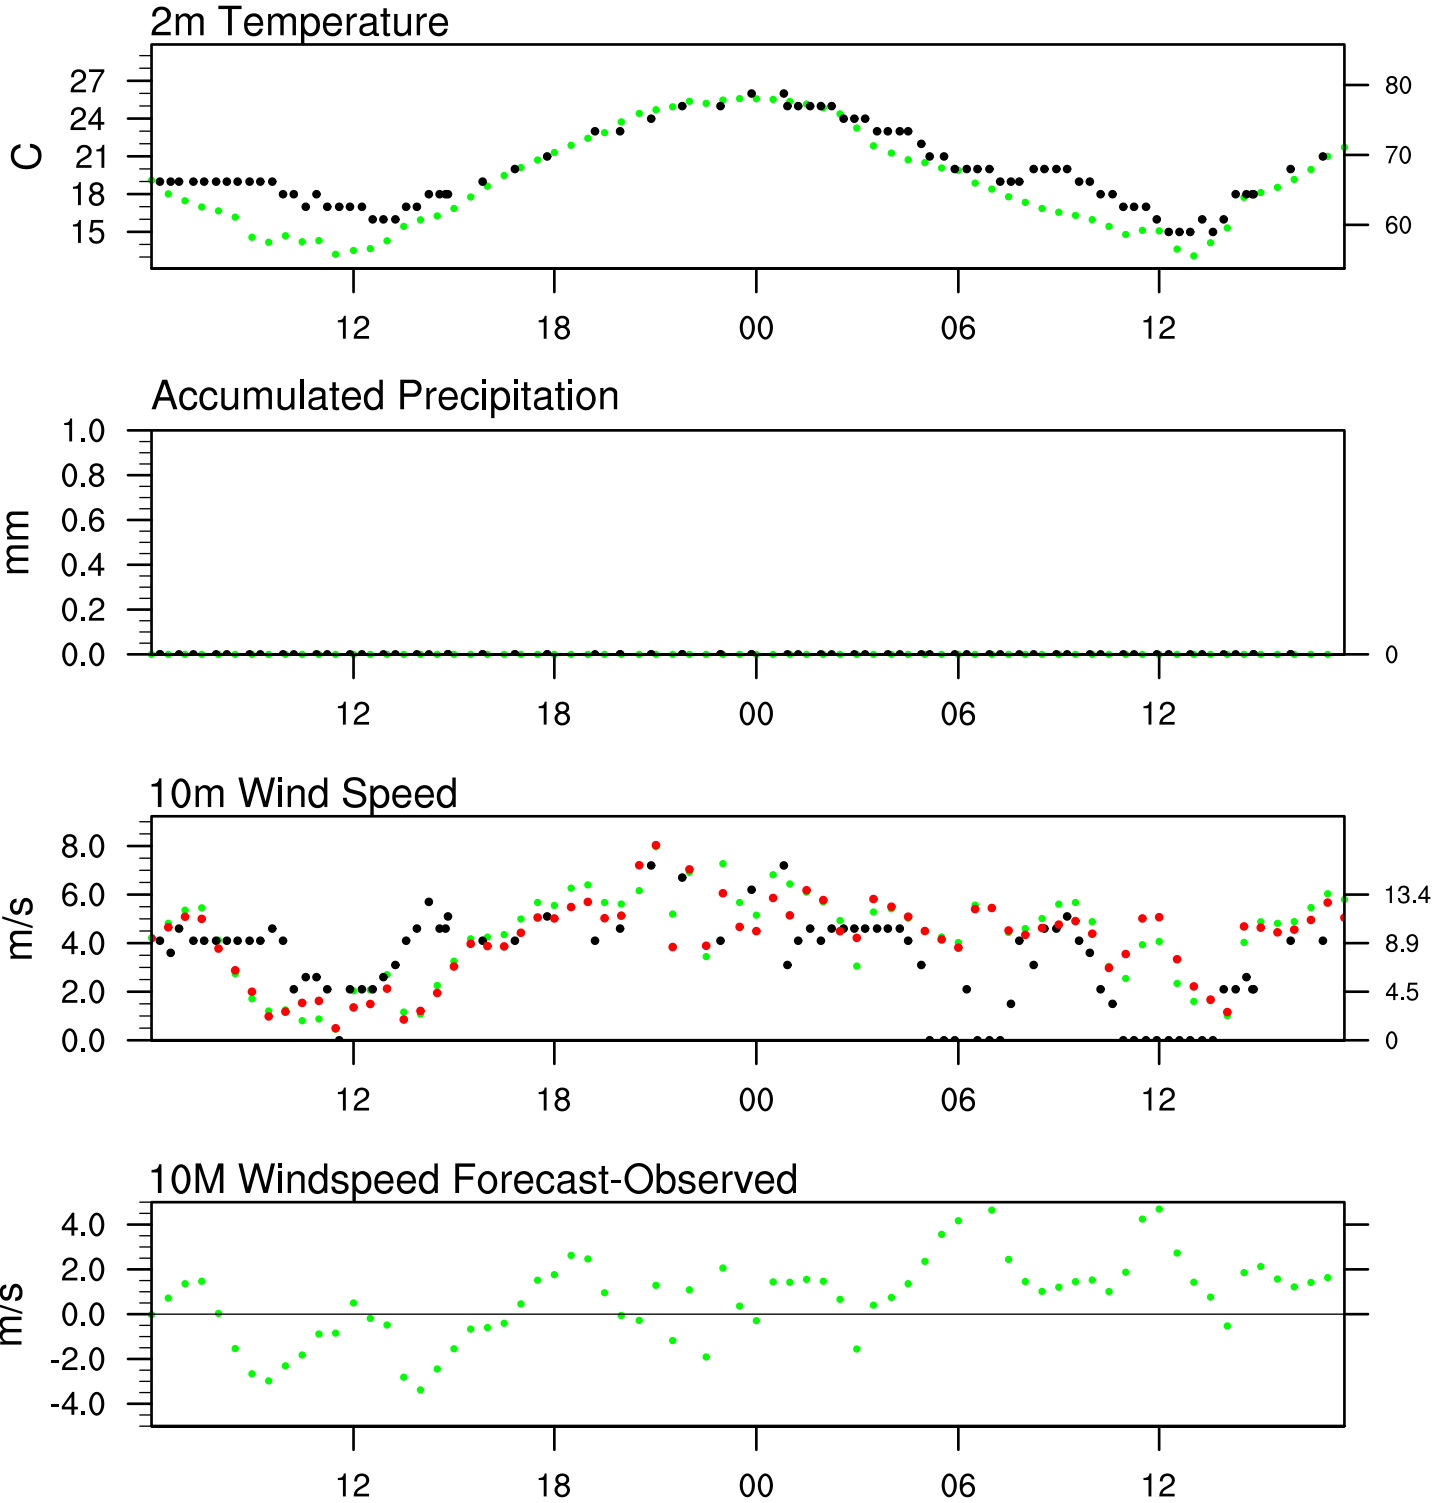 2m Temperature
27
24
21
18
15
C
80
70
60
12 18 00 06 12
Accumulated Precipitation
1.0
0.8
0.6
0.4
0.2
0.0
mm
0
12 18 00 06 12
10m Wind Speed
8.0
6.0
4.0
2.0
0.0
m/s
13.4
8.9
4.5
0
12 18 00 06 12
10M Windspeed Forecast-Observed
4.0
2.0
0.0
-2.0
-4.0
m/s
12 18 00 06 12